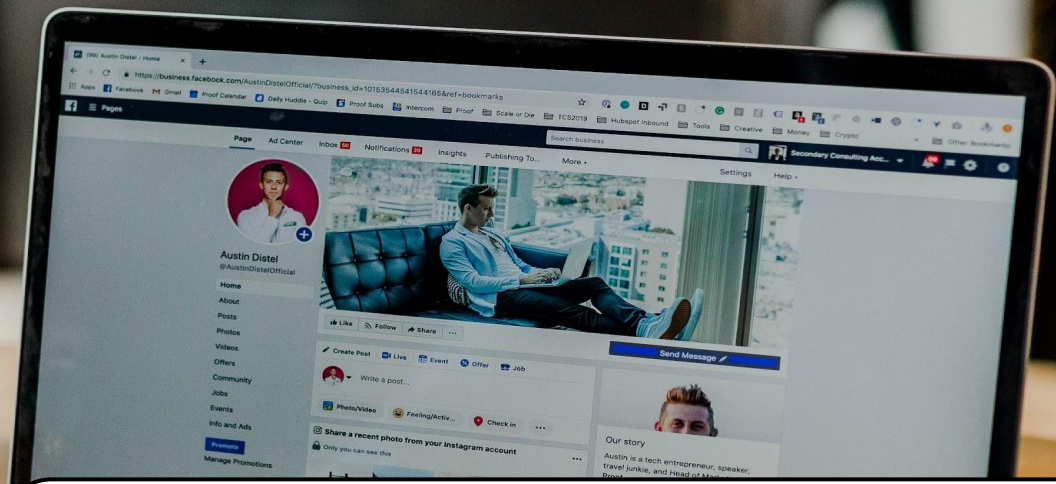 (99) Austin Distel - Home
https://business.facebook.com/AustinDistelOfficial/?business_id=10153544541544165&ref=bookmarks
Apps Facebook Gmail Proof Calendar Daily Huddle - Quip Proof Subs Intercom Proof Scale or Die TCS2019 Hubspot Inbound Tools Creative Money Crypto Other Bookmarks
Pages Search business Secondary Consulting Acc...
Page Ad Center Inbox 50 Notifications 20 Insights Publishing To... More Settings Help
Austin Distel
@AustinDistelOfficial
Home
About
Posts
Photos
Videos
Offers
Community
Jobs
Events
Info and Ads
Promote
Manage Promotions
Like Follow Share ...
Send Message
Create Post Live Event Offer Job
Write a post...
Photo/Video Feeling/Activ... Check in ...
Share a recent photo from your Instagram account ...
Only you can see this
Our story
Austin is a tech entrepreneur, speaker,
travel junkie, and Head of